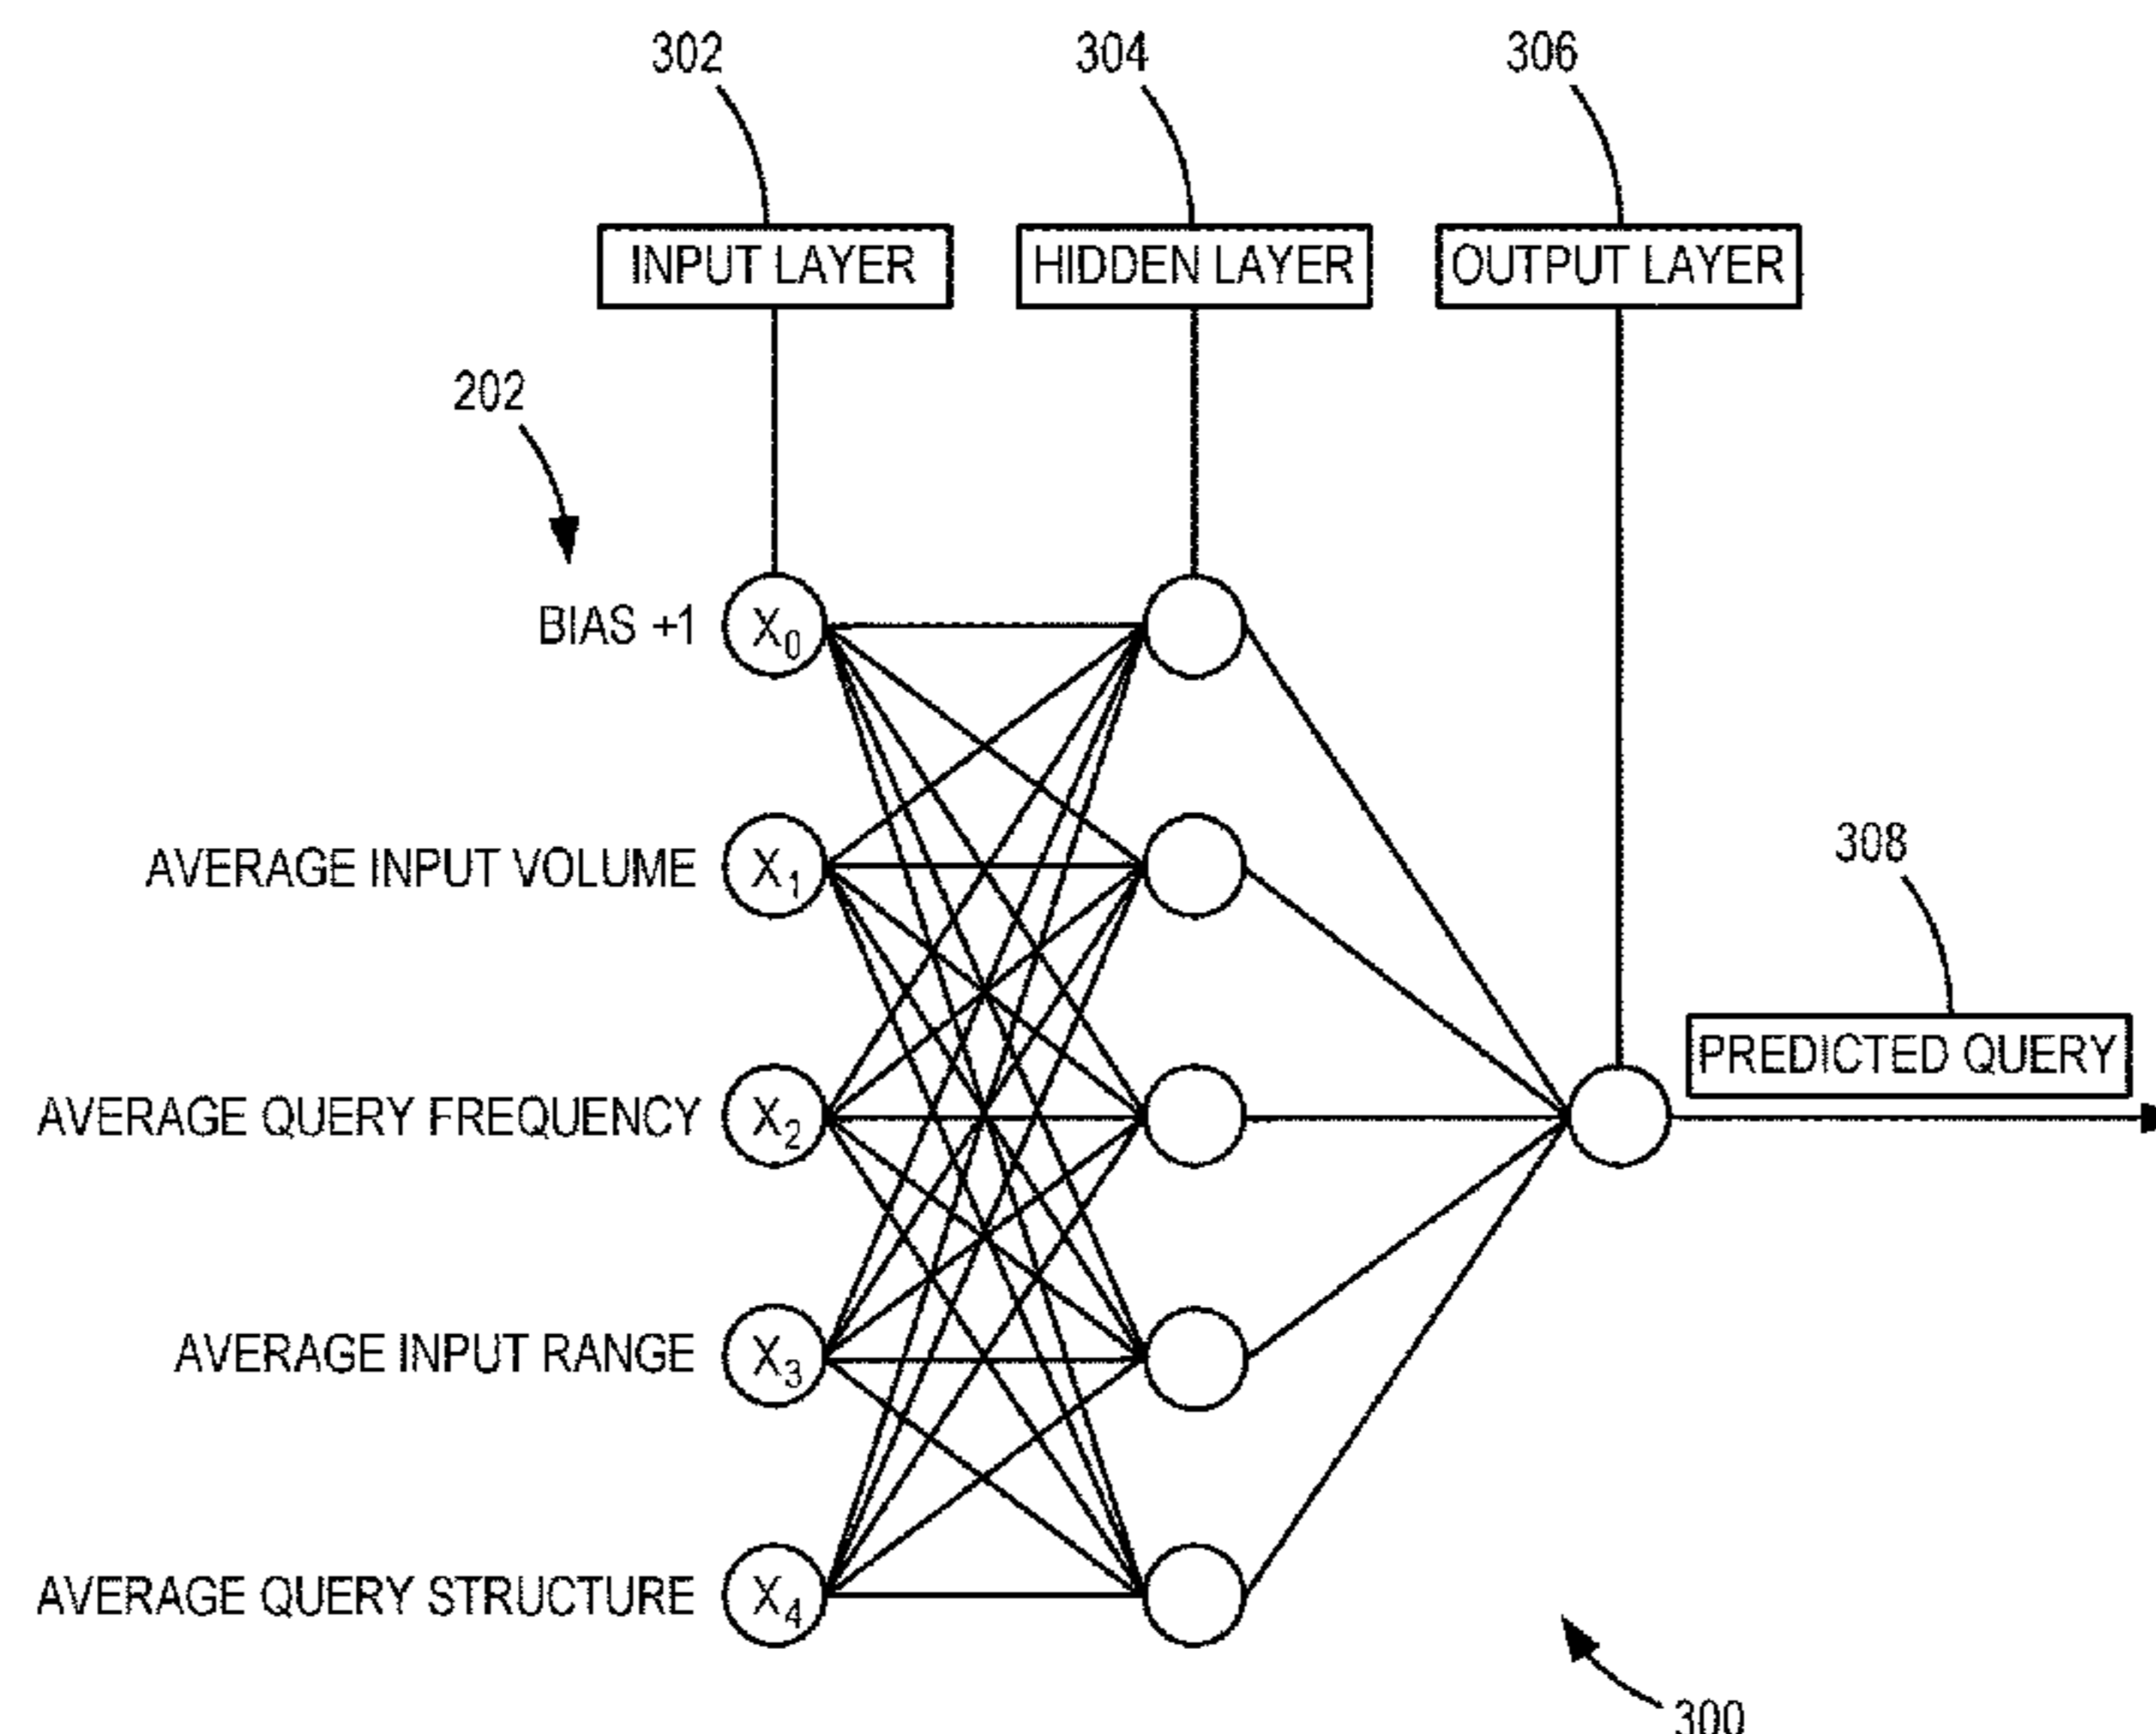 302 304 306
INPUT LAYER HIDDEN LAYER OUTPUT LAYER
202
BIAS +1 X₀
308
AVERAGE INPUT VOLUME X₁
PREDICTED QUERY
AVERAGE QUERY FREQUENCY X₂
AVERAGE INPUT RANGE X₃
AVERAGE QUERY STRUCTURE X₄
300